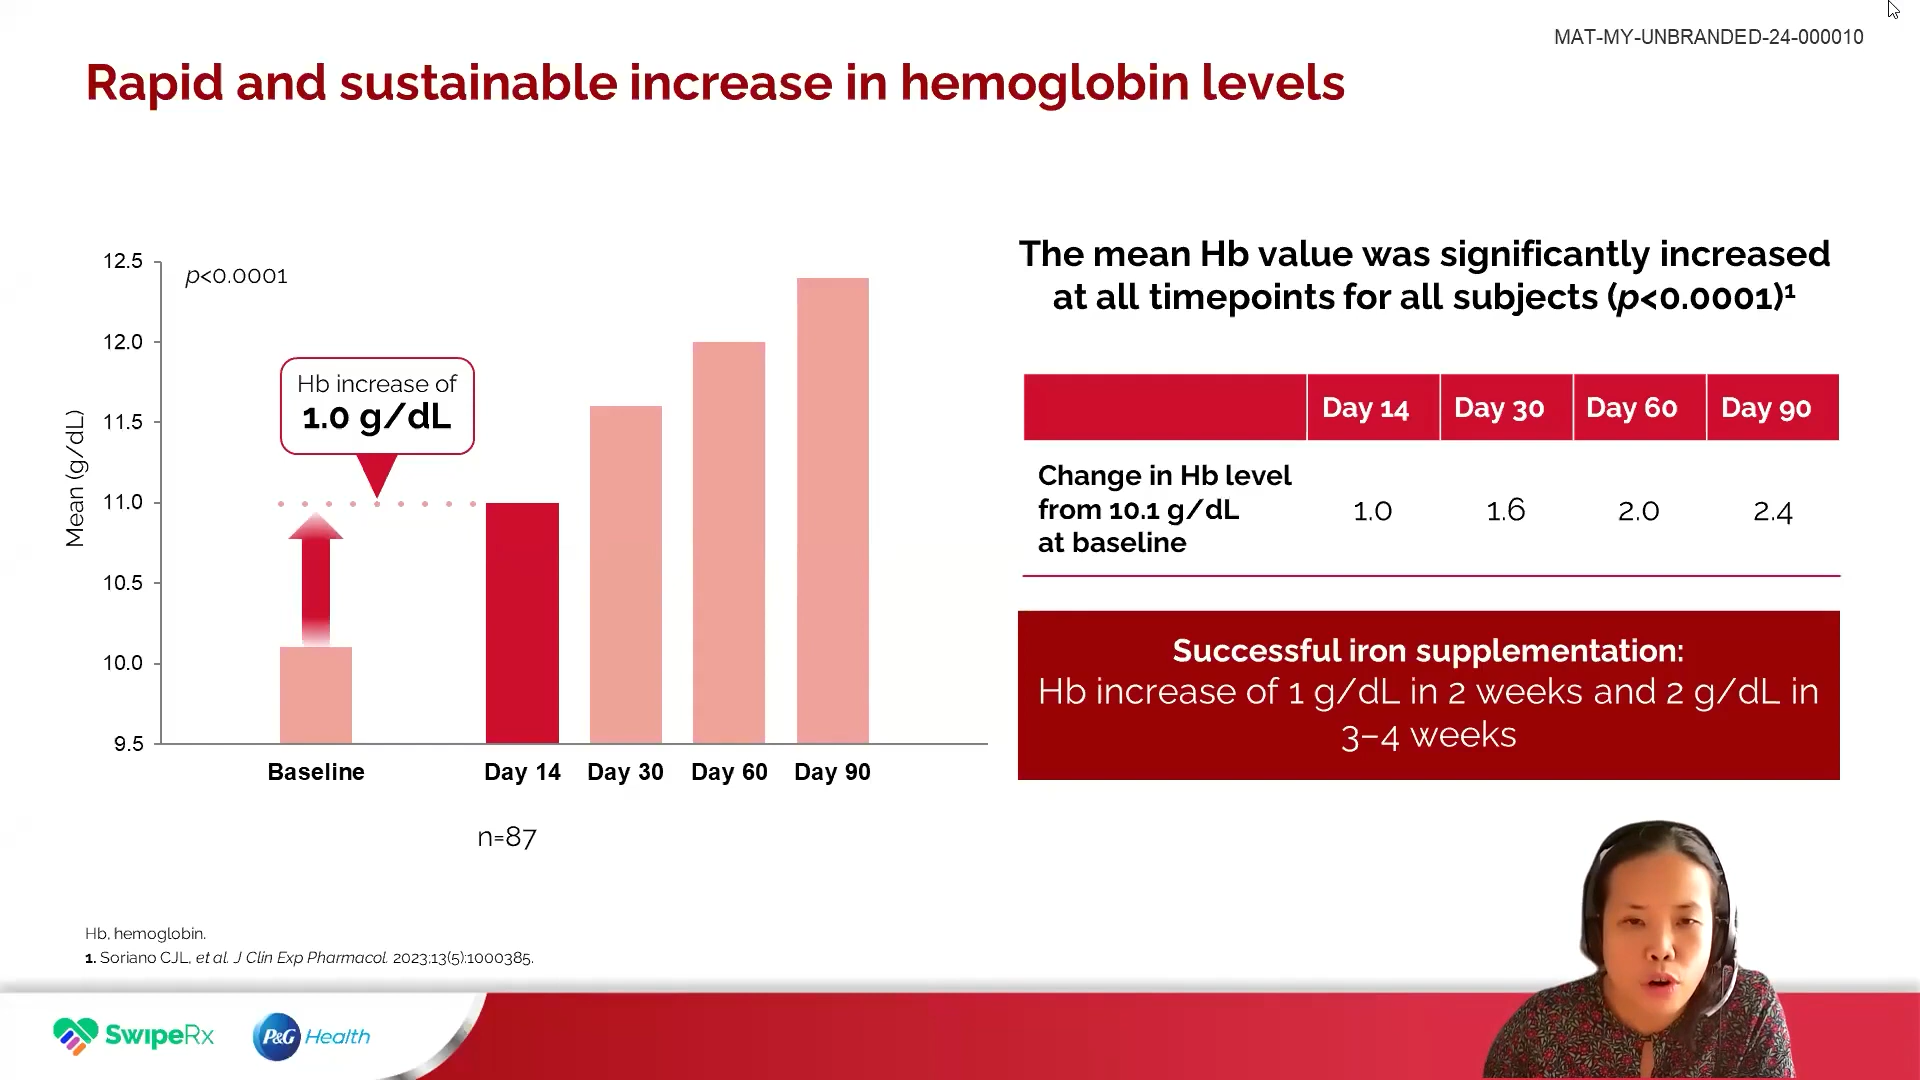 MAT-MY-UNBRANDED-24-000010
Rapid and sustainable increase in hemoglobin levels
Mean (g/dL)
12.5
12.0
11.5
11.0
10.5
10.0
9.5
p<0.0001
Hb increase of
1.0 g/dL
Baseline
Day 14
Day 30
Day 60
Day 90
n=87
The mean Hb value was significantly increased
at all timepoints for all subjects (p<0.0001)¹
Day 14
Day 30
Day 60
Day 90
Change in Hb level
from 10.1 g/dL
at baseline
1.0
1.6
2.0
2.4
Successful iron supplementation:
Hb increase of 1 g/dL in 2 weeks and 2 g/dL in
3–4 weeks
Hb, hemoglobin.
1. Soriano CJL, et al. J Clin Exp Pharmacol. 2023;13(5):1000385.
SwipeRx
P&G Health